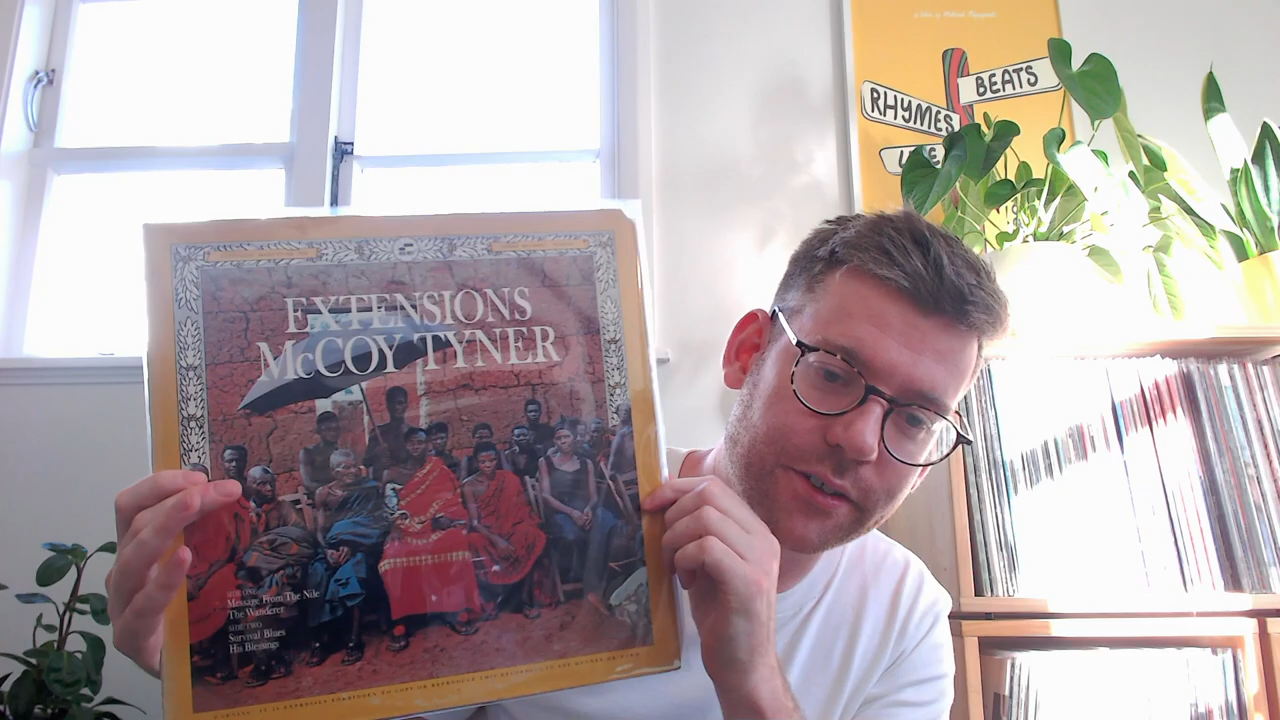 RHYMES
BEATS
EXTENSIONS
McCOY TYNER
SIDE ONE
Message From The Nile
The Wanderer
SIDE TWO
Survival Blues
His Blessings